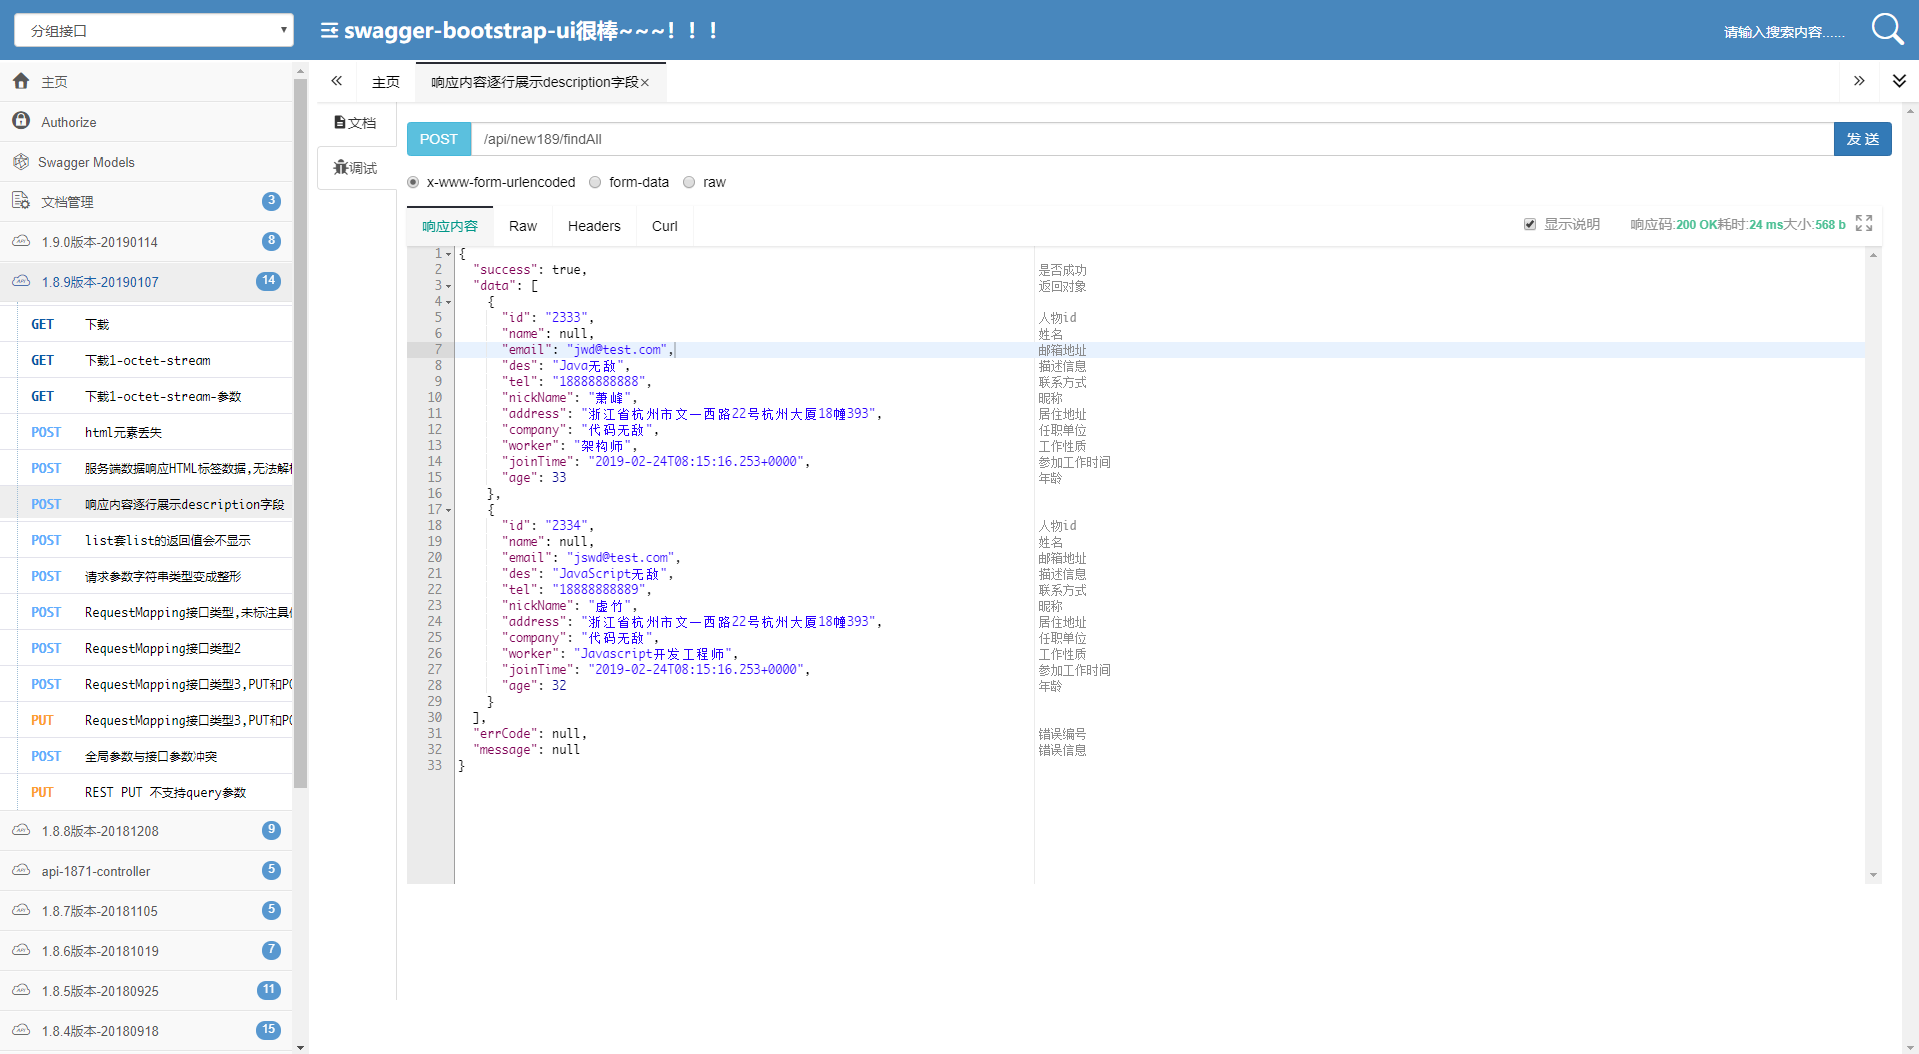 分组接口
swagger-bootstrap-ui很棒~~~！！！
请输入搜索内容......
主页
Authorize
Swagger Models
文档管理 3
1.9.0版本-20190114 8
1.8.9版本-20190107 14
GET 下载
GET 下载1-octet-stream
GET 下载1-octet-stream-参数
POST html元素丢失
POST 服务端数据响应HTML标签数据,无法解析
POST 响应内容逐行展示description字段
POST list套list的返回值会不显示
POST 请求参数字符串类型变成整形
POST RequestMapping接口类型,未标注具
POST RequestMapping接口类型2
POST RequestMapping接口类型3,PUT和PO
PUT RequestMapping接口类型3,PUT和PO
POST 全局参数与接口参数冲突
PUT REST PUT 不支持query参数
1.8.8版本-20181208 9
api-1871-controller 5
1.8.7版本-20181105 5
1.8.6版本-20181019 7
1.8.5版本-20180925 11
1.8.4版本-20180918 15
主页 响应内容逐行展示description字段×
文档
调试
POST /api/new189/findAll 发 送
x-www-form-urlencoded form-data raw
响应内容 Raw Headers Curl 显示说明 响应码:200 OK耗时:24 ms大小:568 b
1 {
2 "success": true, 是否成功
3 "data": [ 返回对象
4 {
5 "id": "2333", 人物id
6 "name": null, 姓名
7 "email": "jwd@test.com", 邮箱地址
8 "des": "Java无敌", 描述信息
9 "tel": "18888888888", 联系方式
10 "nickName": "萧峰", 昵称
11 "address": "浙江省杭州市文一西路22号杭州大厦18幢393", 居住地址
12 "company": "代码无敌", 任职单位
13 "worker": "架构师", 工作性质
14 "joinTime": "2019-02-24T08:15:16.253+0000", 参加工作时间
15 "age": 33 年龄
16 },
17 {
18 "id": "2334", 人物id
19 "name": null, 姓名
20 "email": "jswd@test.com", 邮箱地址
21 "des": "JavaScript无敌", 描述信息
22 "tel": "18888888889", 联系方式
23 "nickName": "虚竹", 昵称
24 "address": "浙江省杭州市文一西路22号杭州大厦18幢393", 居住地址
25 "company": "代码无敌", 任职单位
26 "worker": "Javascript开发工程师", 工作性质
27 "joinTime": "2019-02-24T08:15:16.253+0000", 参加工作时间
28 "age": 32 年龄
29 }
30 ],
31 "errCode": null, 错误编号
32 "message": null 错误信息
33 }